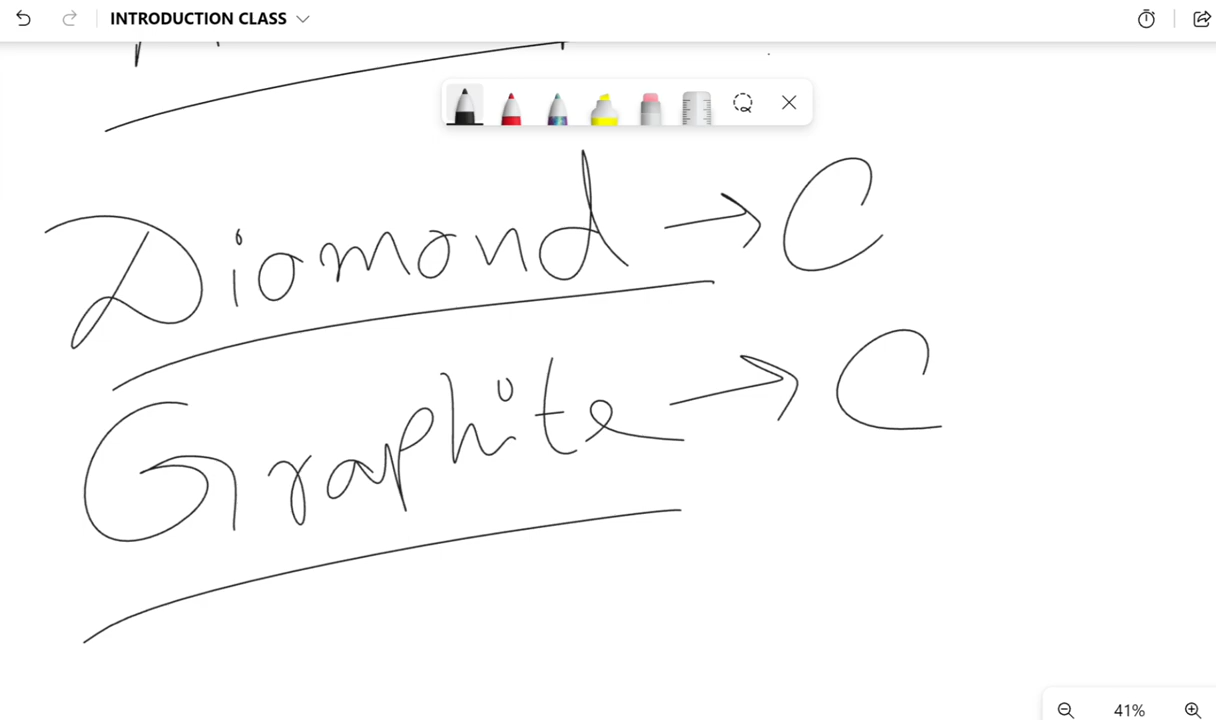 INTRODUCTION CLASS
Diomond → C
Graphite → C
41%